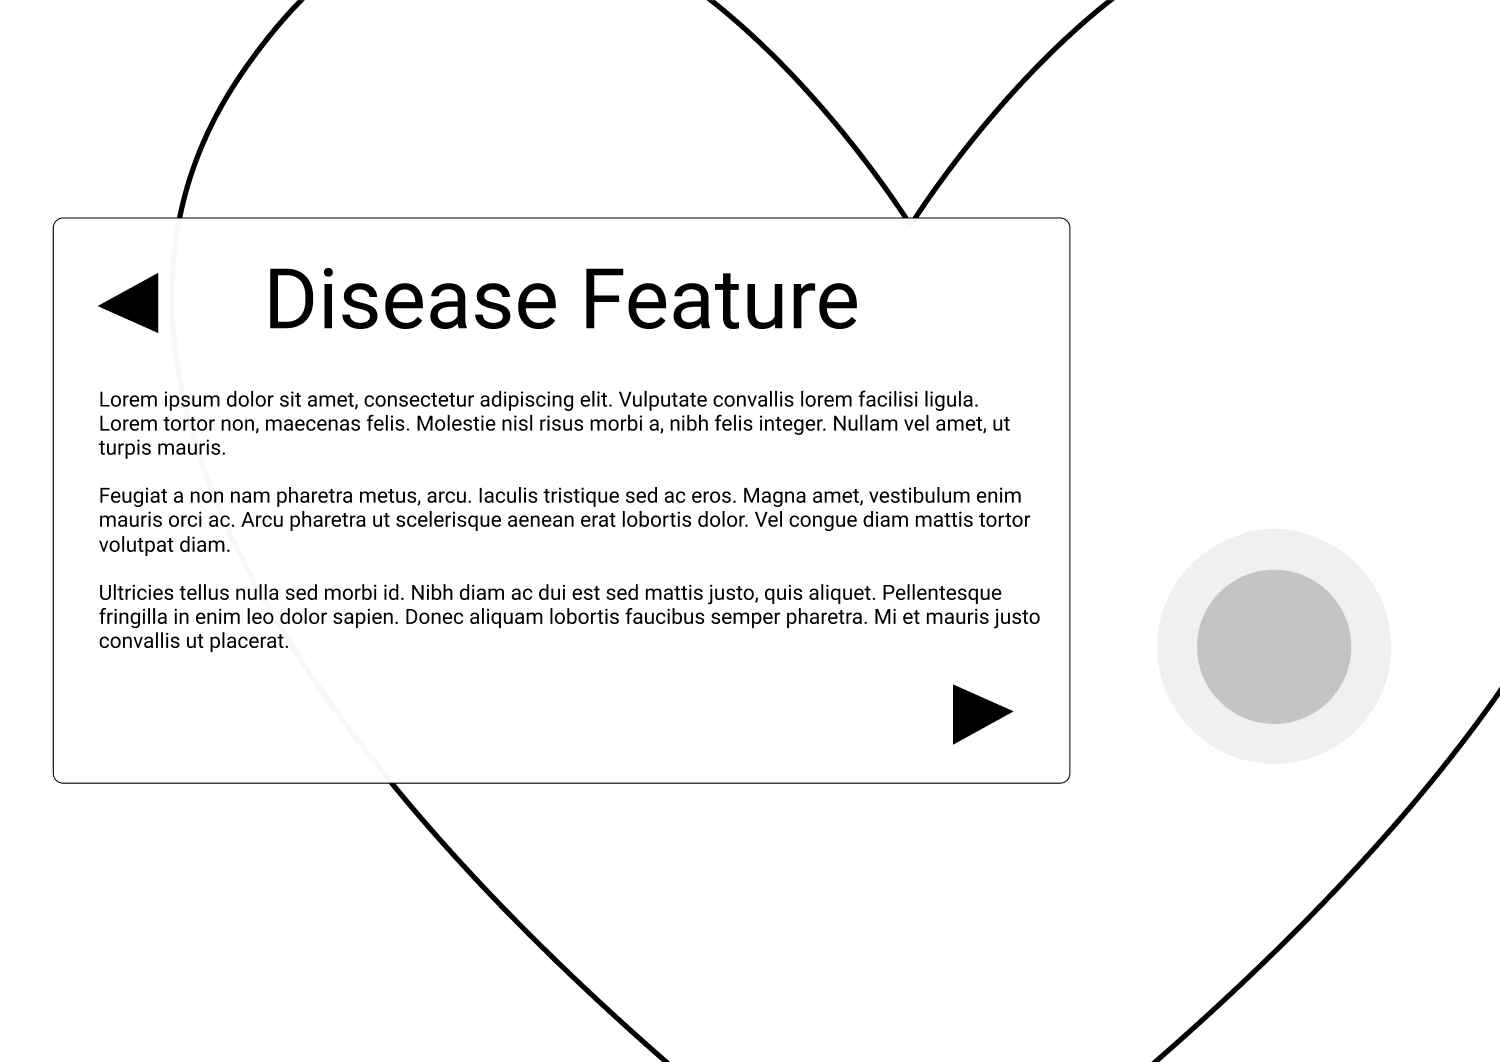 Disease Feature
Lorem ipsum dolor sit amet, consectetur adipiscing elit. Vulputate convallis lorem facilisi ligula.
Lorem tortor non, maecenas felis. Molestie nisl risus morbi a, nibh felis integer. Nullam vel amet, ut
turpis mauris.
Feugiat a non nam pharetra metus, arcu. Iaculis tristique sed ac eros. Magna amet, vestibulum enim
mauris orci ac. Arcu pharetra ut scelerisque aenean erat lobortis dolor. Vel congue diam mattis tortor
volutpat diam.
Ultricies tellus nulla sed morbi id. Nibh diam ac dui est sed mattis justo, quis aliquet. Pellentesque
fringilla in enim leo dolor sapien. Donec aliquam lobortis faucibus semper pharetra. Mi et mauris justo
convallis ut placerat.